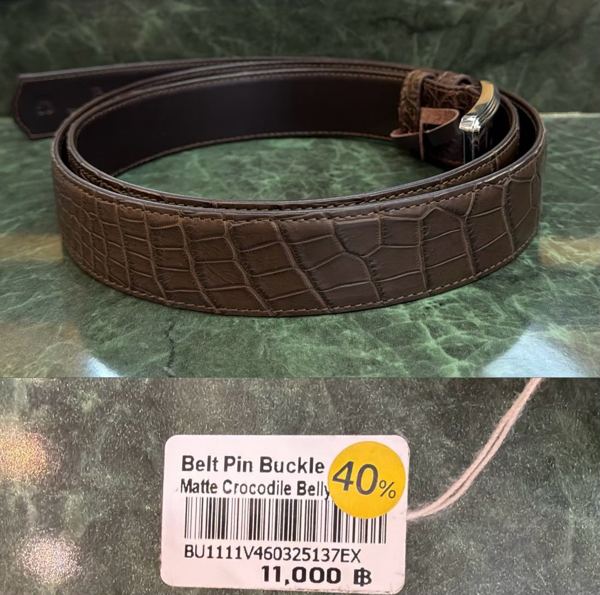 Belt Pin Buckle
Matte Crocodile Belly
40%
BU1111V460325137EX
11,000 ฿